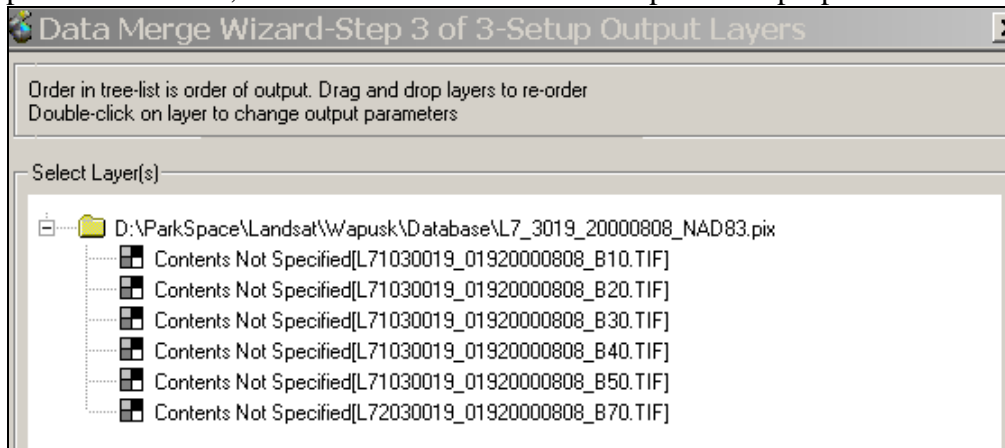 Data Merge Wizard-Step 3 of 3-Setup Output Layers
Order in tree-list is order of output. Drag and drop layers to re-order
Double-click on layer to change output parameters
Select Layer(s)
D:\ParkSpace\Landsat\Wapusk\Database\L7_3019_20000808_NAD83.pix
Contents Not Specified[L71030019_01920000808_B10.TIF]
Contents Not Specified[L71030019_01920000808_B20.TIF]
Contents Not Specified[L71030019_01920000808_B30.TIF]
Contents Not Specified[L71030019_01920000808_B40.TIF]
Contents Not Specified[L71030019_01920000808_B50.TIF]
Contents Not Specified[L72030019_01920000808_B70.TIF]